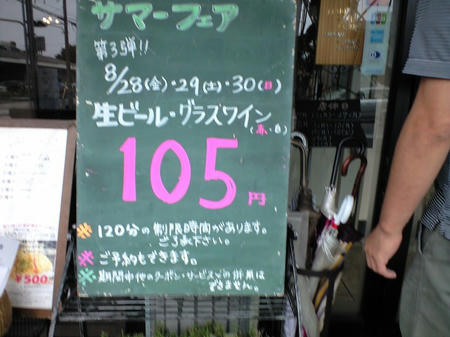 サマーフェア
第3弾!!
8/28(金)・29(土)・30(日)
生ビール・グラスワイン
(赤・白)
105円
※120分の制限時間があります。
ご了承下さい。
※ご予約もできます。
※期間中他のクーポン・サービスとの併用は
できません。
¥500